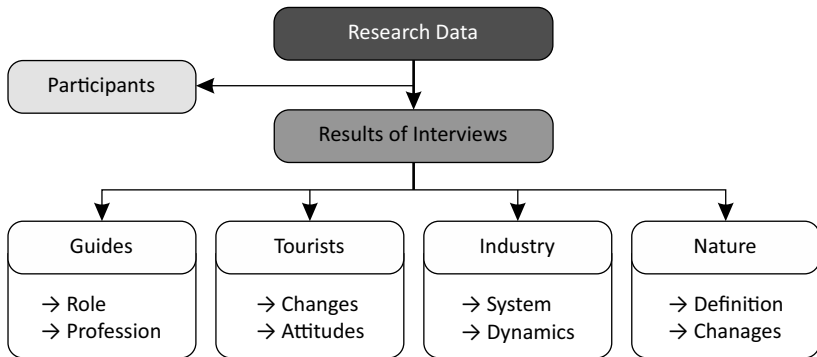 Research Data
Participants
Results of Interviews
Guides
→ Role
→ Profession
Tourists
→ Changes
→ Attitudes
Industry
→ System
→ Dynamics
Nature
→ Definition
→ Chanages